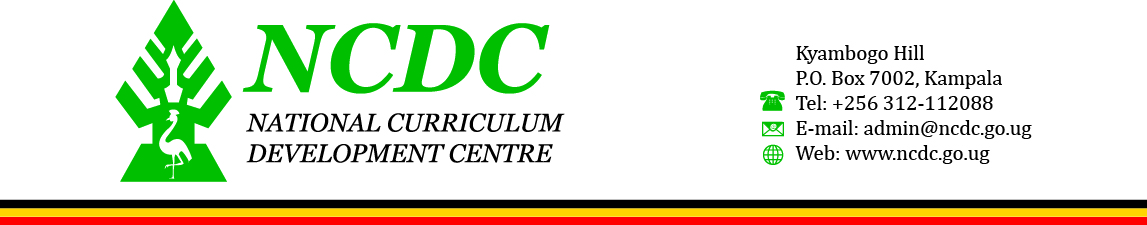 NCDC
NATIONAL CURRICULUM
DEVELOPMENT CENTRE
Kyambogo Hill
P.O. Box 7002, Kampala
Tel: +256 312-112088
E-mail: admin@ncdc.go.ug
Web: www.ncdc.go.ug